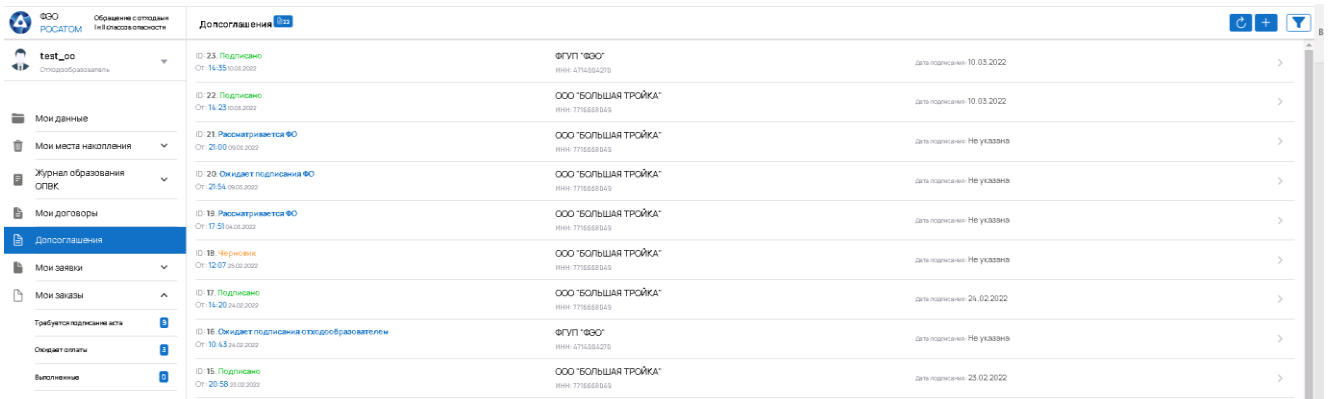 ФЭО
РОСАТОМ
Обращение с отходами
I и II классов опасности
Допсоглашения 22
В
test_oo
Отходообразователь
Мои данные
Мои места накопления
Журнал образования
ОПВК
Мои договоры
Допсоглашения
Мои заявки
Мои заказы
Требуется подписание акта 9
Ожидает оплаты 3
Выполненные 0
ID: 23. Подписано
От: 14:35 10.03.2022
ФГУП "ФЭО"
ИНН: 4714004270
Дата подписания: 10.03.2022
ID: 22. Подписано
От: 14:23 10.03.2022
ООО "БОЛЬШАЯ ТРОЙКА"
ИНН: 7716668045
Дата подписания: 10.03.2022
ID: 21. Рассматривается ФО
От: 21:00 09.03.2022
ООО "БОЛЬШАЯ ТРОЙКА"
ИНН: 7716668045
Дата подписания: Не указана
ID: 20. Ожидает подписания ФО
От: 21:54 09.03.2022
ООО "БОЛЬШАЯ ТРОЙКА"
ИНН: 7716668045
Дата подписания: Не указана
ID: 19. Рассматривается ФО
От: 17:51 04.03.2022
ООО "БОЛЬШАЯ ТРОЙКА"
ИНН: 7716668045
Дата подписания: Не указана
ID: 18. Черновик
От: 12:07 25.02.2022
ООО "БОЛЬШАЯ ТРОЙКА"
ИНН: 7716668045
Дата подписания: Не указана
ID: 17. Подписано
От: 14:20 24.02.2022
ООО "БОЛЬШАЯ ТРОЙКА"
ИНН: 7716668045
Дата подписания: 24.02.2022
ID: 16. Ожидает подписания отходообразователем
От: 10:43 24.02.2022
ФГУП "ФЭО"
ИНН: 4714004270
Дата подписания: Не указана
ID: 15. Подписано
От: 20:58 23.02.2022
ООО "БОЛЬШАЯ ТРОЙКА"
ИНН: 7716668045
Дата подписания: 23.02.2022